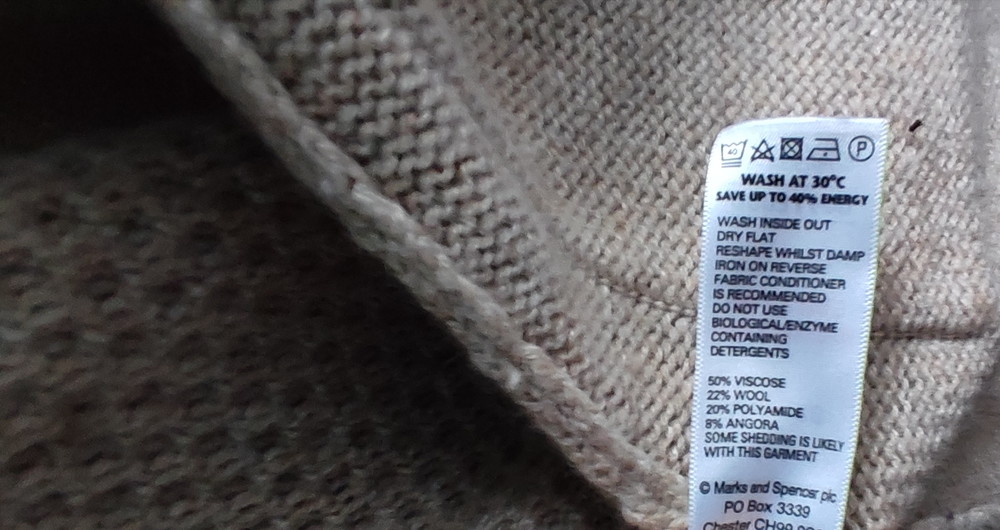 40 P
WASH AT 30°C
SAVE UP TO 40% ENERGY
WASH INSIDE OUT
DRY FLAT
RESHAPE WHILST DAMP
IRON ON REVERSE
FABRIC CONDITIONER
IS RECOMMENDED
DO NOT USE
BIOLOGICAL/ENZYME
CONTAINING
DETERGENTS
50% VISCOSE
22% WOOL
20% POLYAMIDE
8% ANGORA
SOME SHEDDING IS LIKELY
WITH THIS GARMENT
© Marks and Spencer plc
PO Box 3339
Chester